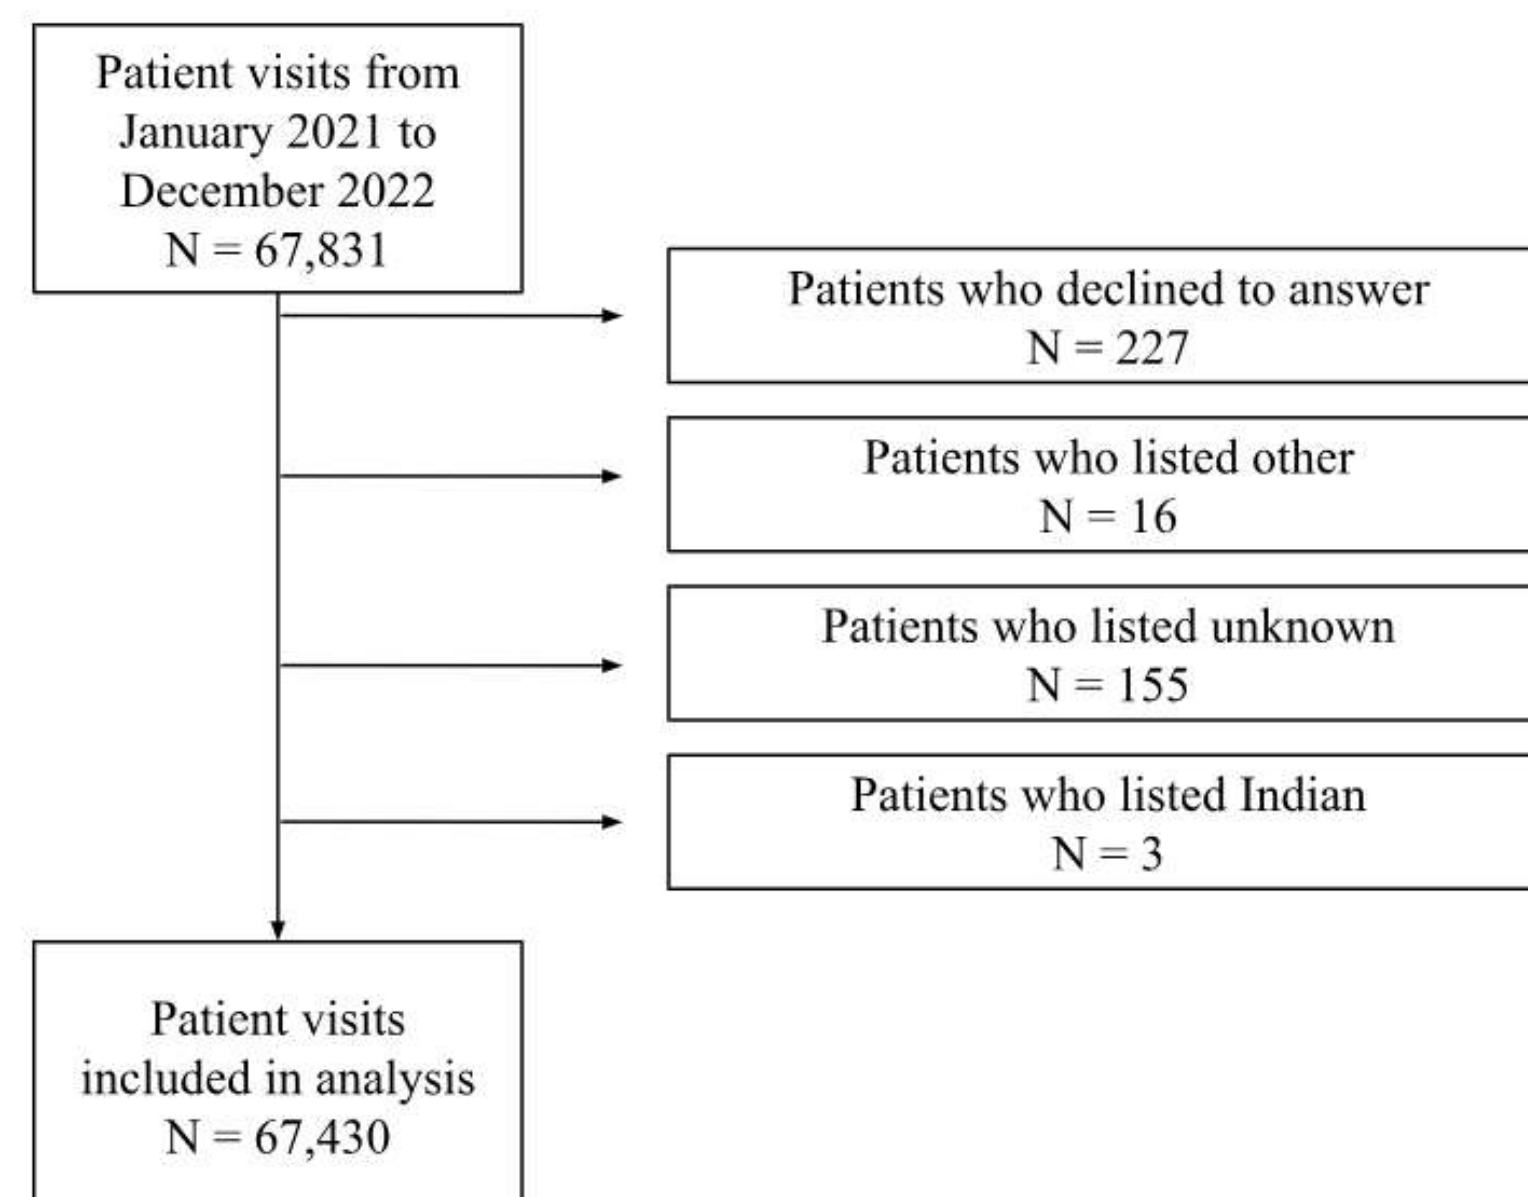 Patient visits from
January 2021 to
December 2022
N = 67,831
Patients who declined to answer
N = 227
Patients who listed other
N = 16
Patients who listed unknown
N = 155
Patients who listed Indian
N = 3
Patient visits
included in analysis
N = 67,430